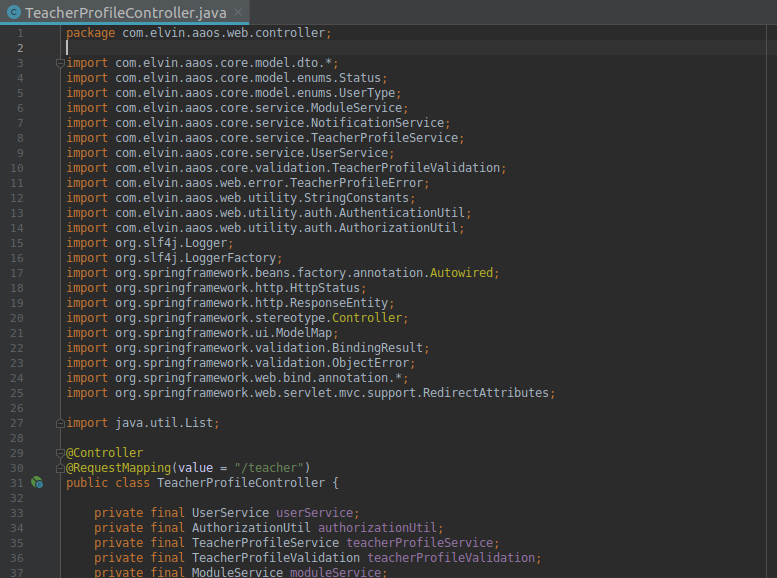 TeacherProfileController.java
1 package com.elvin.aaos.web.controller;
2
3 import com.elvin.aaos.core.model.dto.*;
4 import com.elvin.aaos.core.model.enums.Status;
5 import com.elvin.aaos.core.model.enums.UserType;
6 import com.elvin.aaos.core.service.ModuleService;
7 import com.elvin.aaos.core.service.NotificationService;
8 import com.elvin.aaos.core.service.TeacherProfileService;
9 import com.elvin.aaos.core.service.UserService;
10 import com.elvin.aaos.core.validation.TeacherProfileValidation;
11 import com.elvin.aaos.web.error.TeacherProfileError;
12 import com.elvin.aaos.web.utility.StringConstants;
13 import com.elvin.aaos.web.utility.auth.AuthenticationUtil;
14 import com.elvin.aaos.web.utility.auth.AuthorizationUtil;
15 import org.slf4j.Logger;
16 import org.slf4j.LoggerFactory;
17 import org.springframework.beans.factory.annotation.Autowired;
18 import org.springframework.http.HttpStatus;
19 import org.springframework.http.ResponseEntity;
20 import org.springframework.stereotype.Controller;
21 import org.springframework.ui.ModelMap;
22 import org.springframework.validation.BindingResult;
23 import org.springframework.validation.ObjectError;
24 import org.springframework.web.bind.annotation.*;
25 import org.springframework.web.servlet.mvc.support.RedirectAttributes;
26
27 import java.util.List;
28
29 @Controller
30 @RequestMapping(value = "/teacher")
31 public class TeacherProfileController {
32
33 private final UserService userService;
34 private final AuthorizationUtil authorizationUtil;
35 private final TeacherProfileService teacherProfileService;
36 private final TeacherProfileValidation teacherProfileValidation;
37 private final ModuleService moduleService;